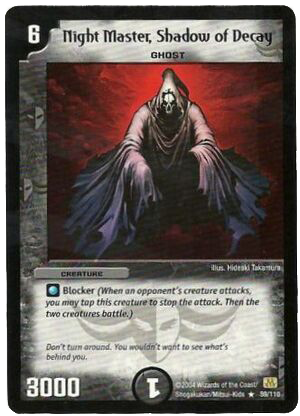 6 Night Master, Shadow of Decay
GHOST
Illus. Hideaki Takamura
CREATURE
Blocker (When an opponent's creature attacks,
you may tap this creature to stop the attack. Then the
two creatures battle.)
Don't turn around. You wouldn't want to see what's
behind you.
3000
1
©2004 Wizards of the Coast/
Shogakukan/Mitsui-Kids ★ S9/110